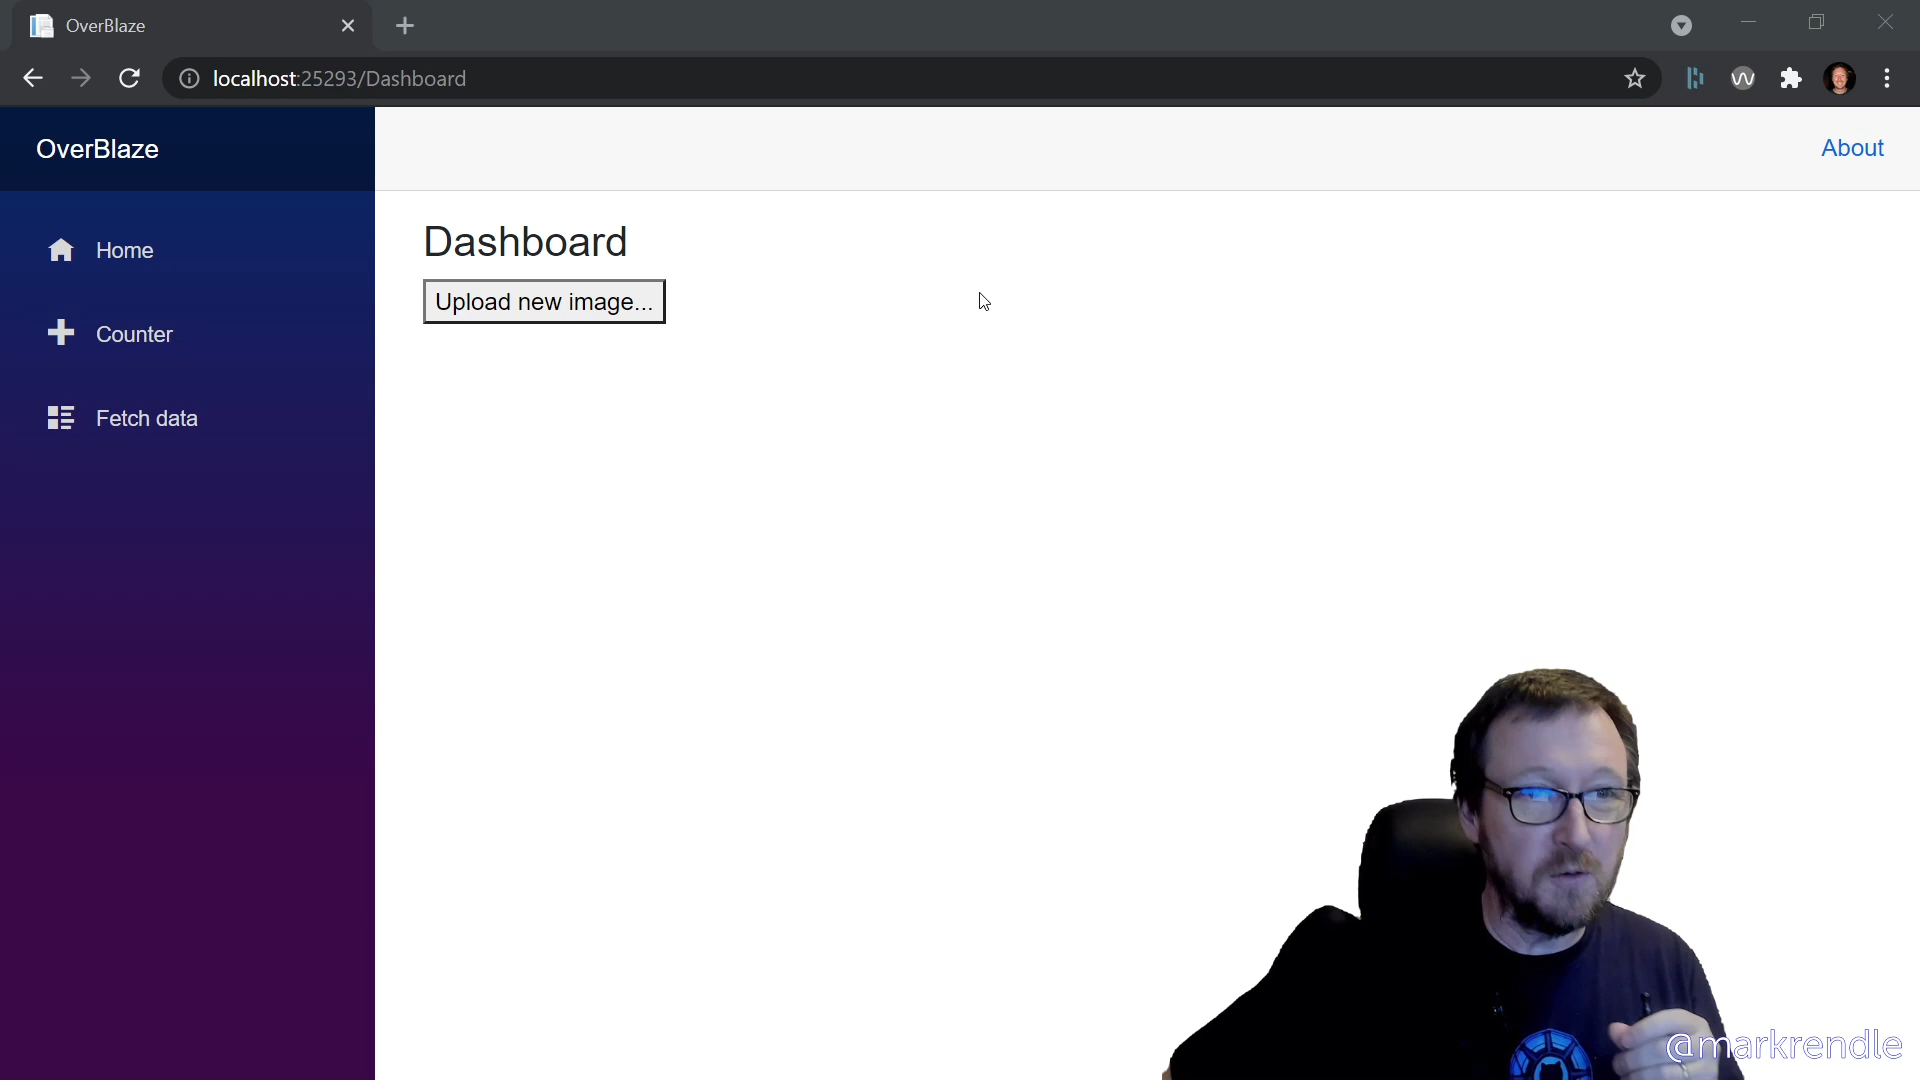 OverBlaze
localhost:25293/Dashboard
OverBlaze
About
Home
Counter
Fetch data
Dashboard
Upload new image...
@markrendle